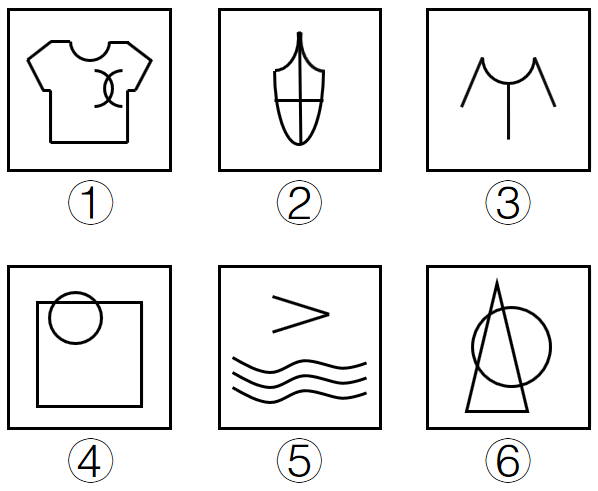 ① ② ③
④ ⑤ ⑥